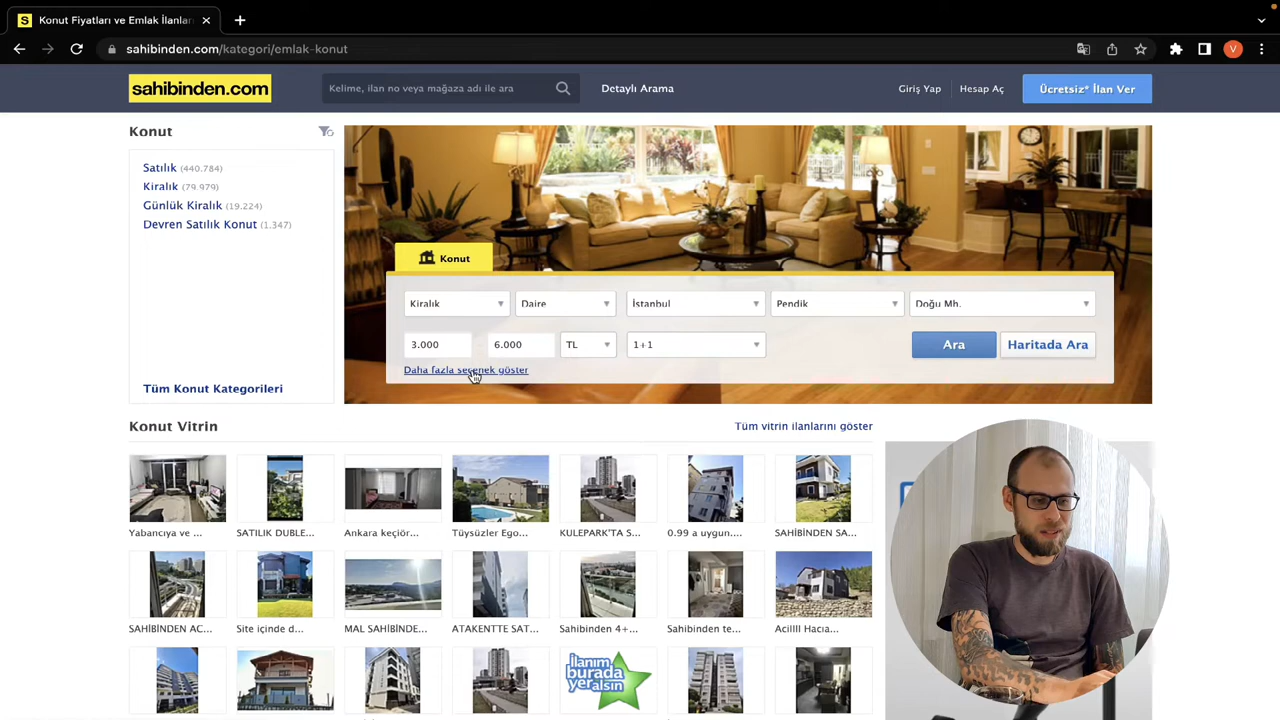 S Konut Fiyatları ve Emlak İlanları
sahibinden.com/kategori/emlak-konut
V
sahibinden.com
Kelime, ilan no veya mağaza adı ile ara
Detaylı Arama
Giriş Yap
Hesap Aç
Ücretsiz* İlan Ver
Konut
Satılık (440.784)
Kiralık (79.979)
Günlük Kiralık (19.224)
Devren Satılık Konut (1.347)
Tüm Konut Kategorileri
Konut
Kiralık
Daire
İstanbul
Pendik
Doğu Mh.
3.000 - 6.000
TL
1+1
Ara
Haritada Ara
Daha fazla seçenek göster
Konut Vitrin
Tüm vitrin ilanlarını göster
Yabancıya ve ...
SATILIK DUBLE...
Ankara keçiör...
Tüysüzler Ego...
KULEPARK'TA S...
0.99 a uygun....
SAHİBİNDEN SA...
SAHİBİNDEN AC...
Site içinde d...
MAL SAHİBİNDE...
ATAKENTTE SAT...
Sahibinden 4+...
Sahibinden te...
Acillll Hacıa...
ilanım
burada
yer alsın